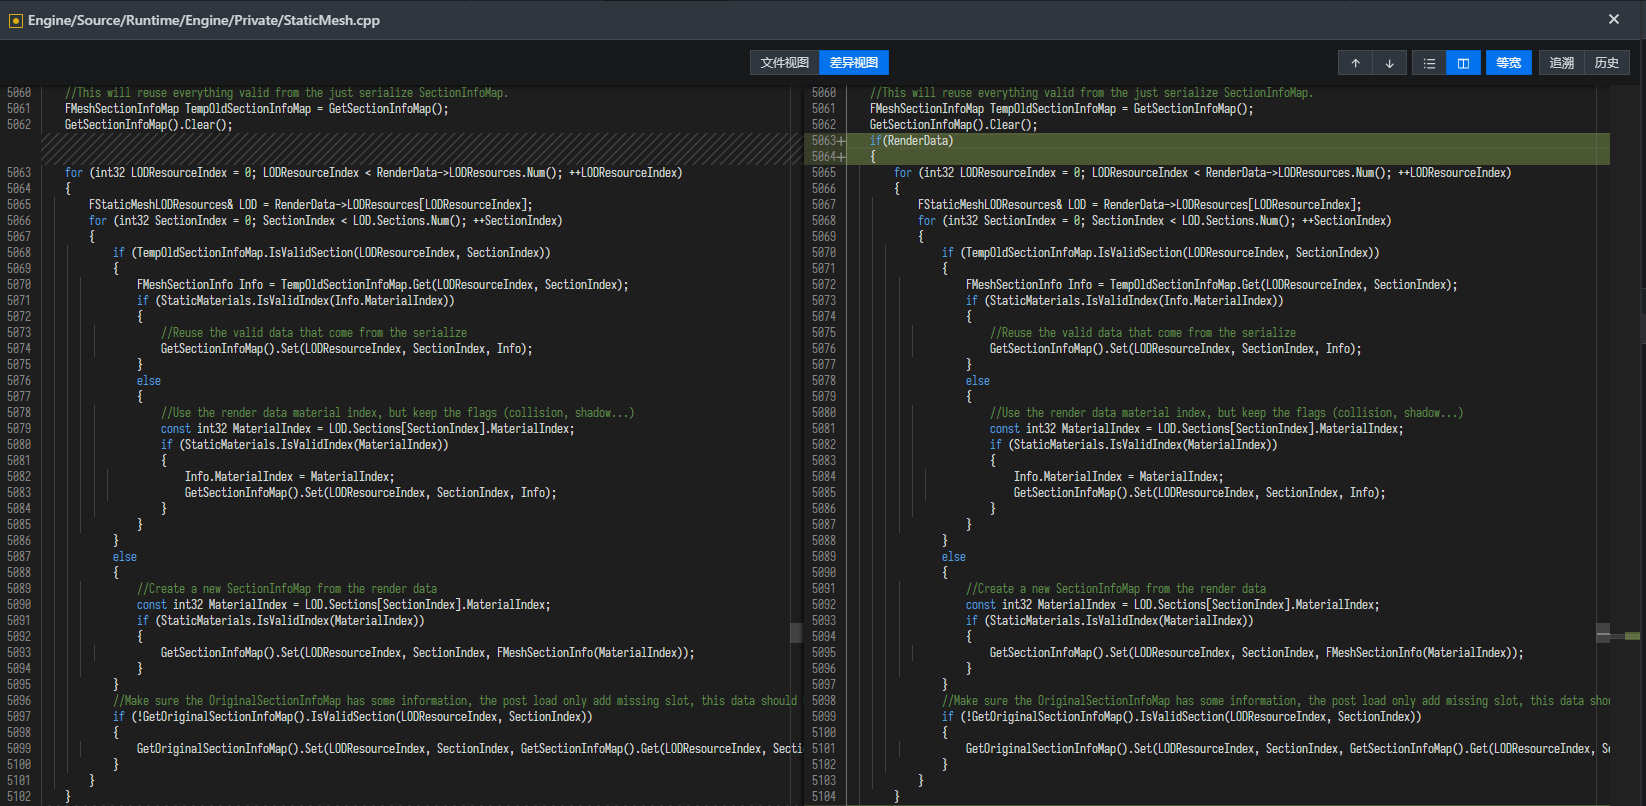 Engine/Source/Runtime/Engine/Private/StaticMesh.cpp
文件视图 差异视图
等宽 追溯 历史
5060 //This will reuse everything valid from the just serialize SectionInfoMap.
5061 FMeshSectionInfoMap TempOldSectionInfoMap = GetSectionInfoMap();
5062 GetSectionInfoMap().Clear();
5063 for (int32 LODResourceIndex = 0; LODResourceIndex < RenderData->LODResources.Num(); ++LODResourceIndex)
5064 {
5065 FStaticMeshLODResources& LOD = RenderData->LODResources[LODResourceIndex];
5066 for (int32 SectionIndex = 0; SectionIndex < LOD.Sections.Num(); ++SectionIndex)
5067 {
5068 if (TempOldSectionInfoMap.IsValidSection(LODResourceIndex, SectionIndex))
5069 {
5070 FMeshSectionInfo Info = TempOldSectionInfoMap.Get(LODResourceIndex, SectionIndex);
5071 if (StaticMaterials.IsValidIndex(Info.MaterialIndex))
5072 {
5073 //Reuse the valid data that come from the serialize
5074 GetSectionInfoMap().Set(LODResourceIndex, SectionIndex, Info);
5075 }
5076 else
5077 {
5078 //Use the render data material index, but keep the flags (collision, shadow...)
5079 const int32 MaterialIndex = LOD.Sections[SectionIndex].MaterialIndex;
5080 if (StaticMaterials.IsValidIndex(MaterialIndex))
5081 {
5082 Info.MaterialIndex = MaterialIndex;
5083 GetSectionInfoMap().Set(LODResourceIndex, SectionIndex, Info);
5084 }
5085 }
5086 }
5087 else
5088 {
5089 //Create a new SectionInfoMap from the render data
5090 const int32 MaterialIndex = LOD.Sections[SectionIndex].MaterialIndex;
5091 if (StaticMaterials.IsValidIndex(MaterialIndex))
5092 {
5093 GetSectionInfoMap().Set(LODResourceIndex, SectionIndex, FMeshSectionInfo(MaterialIndex));
5094 }
5095 }
5096 //Make sure the OriginalSectionInfoMap has some information, the post load only add missing slot, this data should
5097 if (!GetOriginalSectionInfoMap().IsValidSection(LODResourceIndex, SectionIndex))
5098 {
5099 GetOriginalSectionInfoMap().Set(LODResourceIndex, SectionIndex, GetSectionInfoMap().Get(LODResourceIndex, Secti
5100 }
5101 }
5102 }
5060 //This will reuse everything valid from the just serialize SectionInfoMap.
5061 FMeshSectionInfoMap TempOldSectionInfoMap = GetSectionInfoMap();
5062 GetSectionInfoMap().Clear();
5063+ if(RenderData)
5064+ {
5065 for (int32 LODResourceIndex = 0; LODResourceIndex < RenderData->LODResources.Num(); ++LODResourceIndex)
5066 {
5067 FStaticMeshLODResources& LOD = RenderData->LODResources[LODResourceIndex];
5068 for (int32 SectionIndex = 0; SectionIndex < LOD.Sections.Num(); ++SectionIndex)
5069 {
5070 if (TempOldSectionInfoMap.IsValidSection(LODResourceIndex, SectionIndex))
5071 {
5072 FMeshSectionInfo Info = TempOldSectionInfoMap.Get(LODResourceIndex, SectionIndex);
5073 if (StaticMaterials.IsValidIndex(Info.MaterialIndex))
5074 {
5075 //Reuse the valid data that come from the serialize
5076 GetSectionInfoMap().Set(LODResourceIndex, SectionIndex, Info);
5077 }
5078 else
5079 {
5080 //Use the render data material index, but keep the flags (collision, shadow...)
5081 const int32 MaterialIndex = LOD.Sections[SectionIndex].MaterialIndex;
5082 if (StaticMaterials.IsValidIndex(MaterialIndex))
5083 {
5084 Info.MaterialIndex = MaterialIndex;
5085 GetSectionInfoMap().Set(LODResourceIndex, SectionIndex, Info);
5086 }
5087 }
5088 }
5089 else
5090 {
5091 //Create a new SectionInfoMap from the render data
5092 const int32 MaterialIndex = LOD.Sections[SectionIndex].MaterialIndex;
5093 if (StaticMaterials.IsValidIndex(MaterialIndex))
5094 {
5095 GetSectionInfoMap().Set(LODResourceIndex, SectionIndex, FMeshSectionInfo(MaterialIndex));
5096 }
5097 }
5098 //Make sure the OriginalSectionInfoMap has some information, the post load only add missing slot, this data shou
5099 if (!GetOriginalSectionInfoMap().IsValidSection(LODResourceIndex, SectionIndex))
5100 {
5101 GetOriginalSectionInfoMap().Set(LODResourceIndex, SectionIndex, GetSectionInfoMap().Get(LODResourceIndex, S
5102 }
5103 }
5104 }